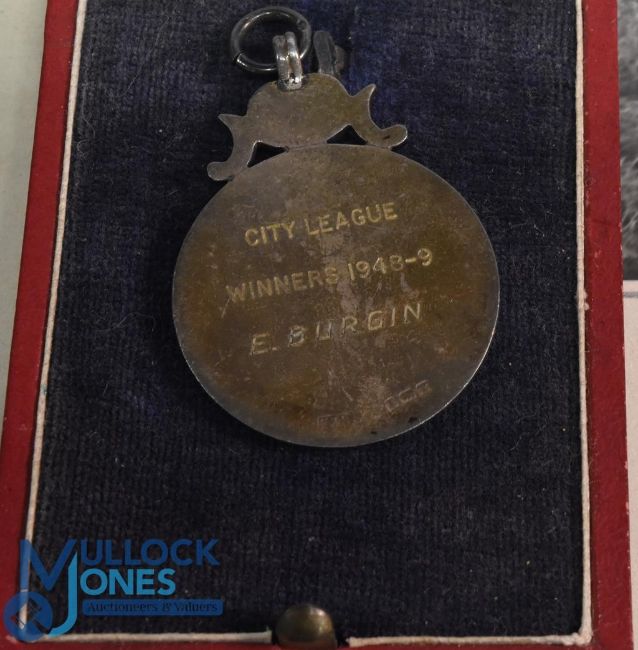 CITY LEAGUE
WINNERS 1948-9
E. BURGIN
MULLOCK
JONES
Auctioneers & Valuers